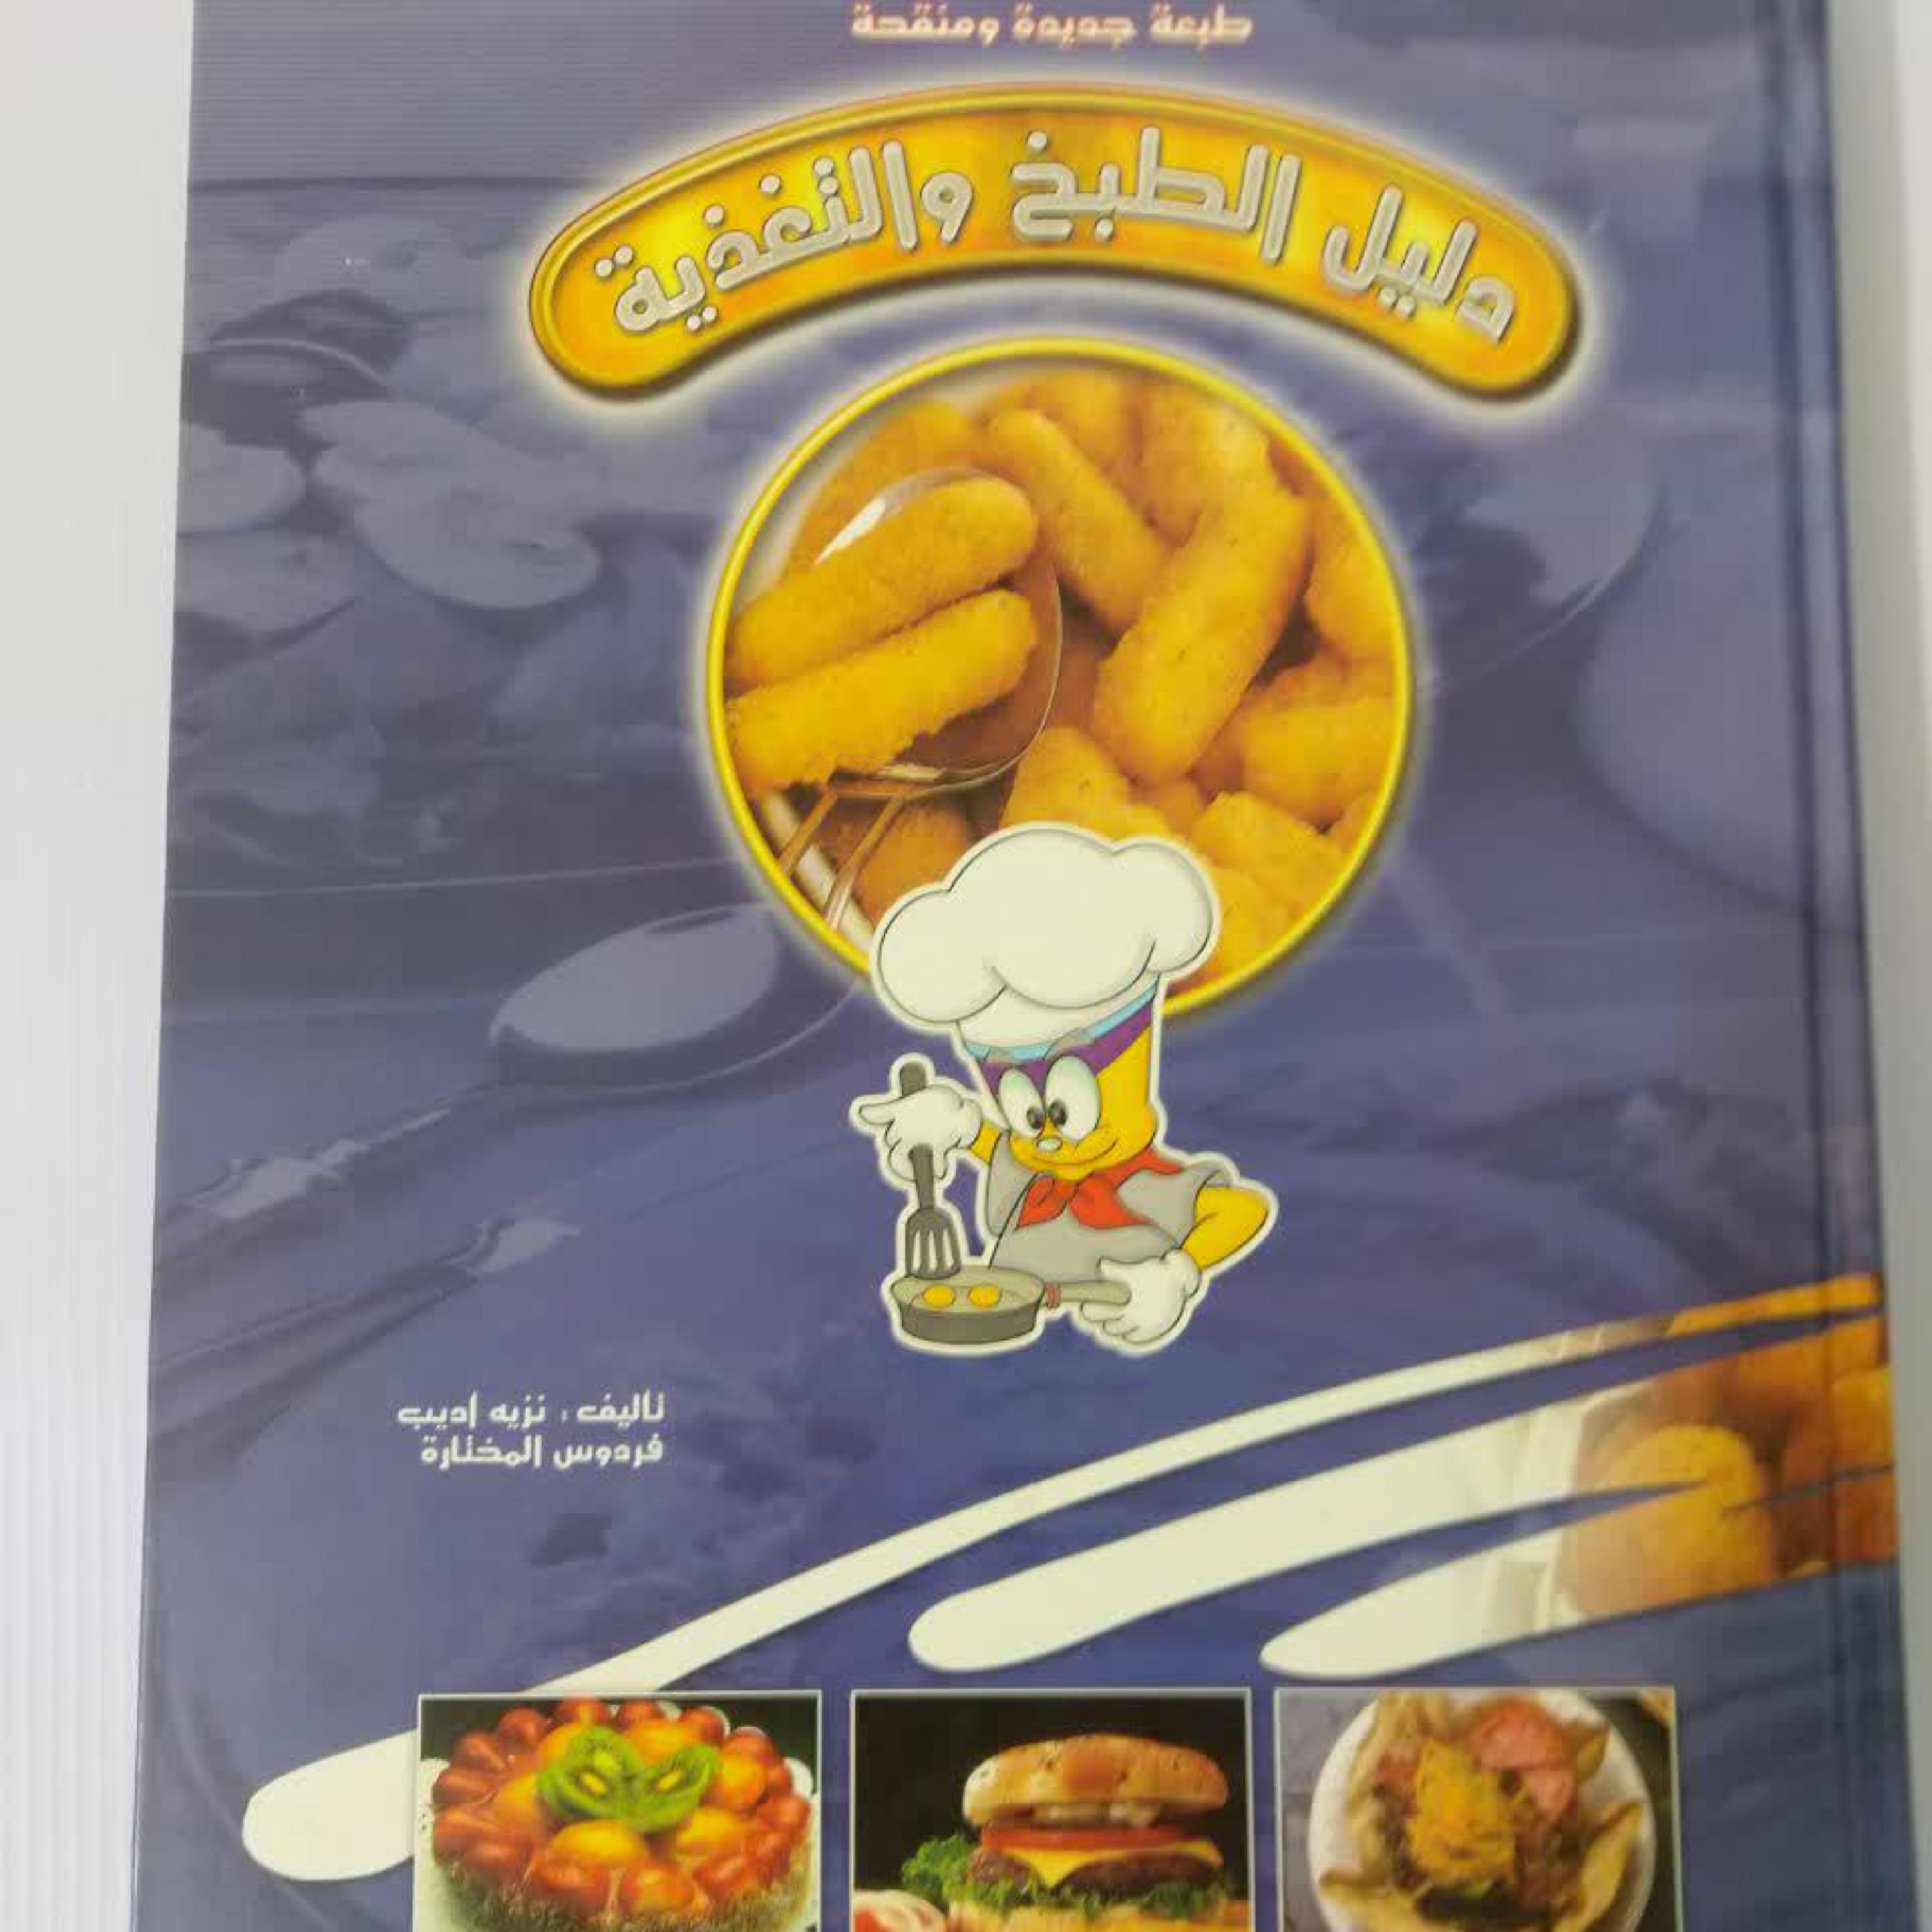 طبعة جديدة ومنقحة
دليل الطبخ والتغذية
تأليف : نزيه اديب
فردوس المختارة